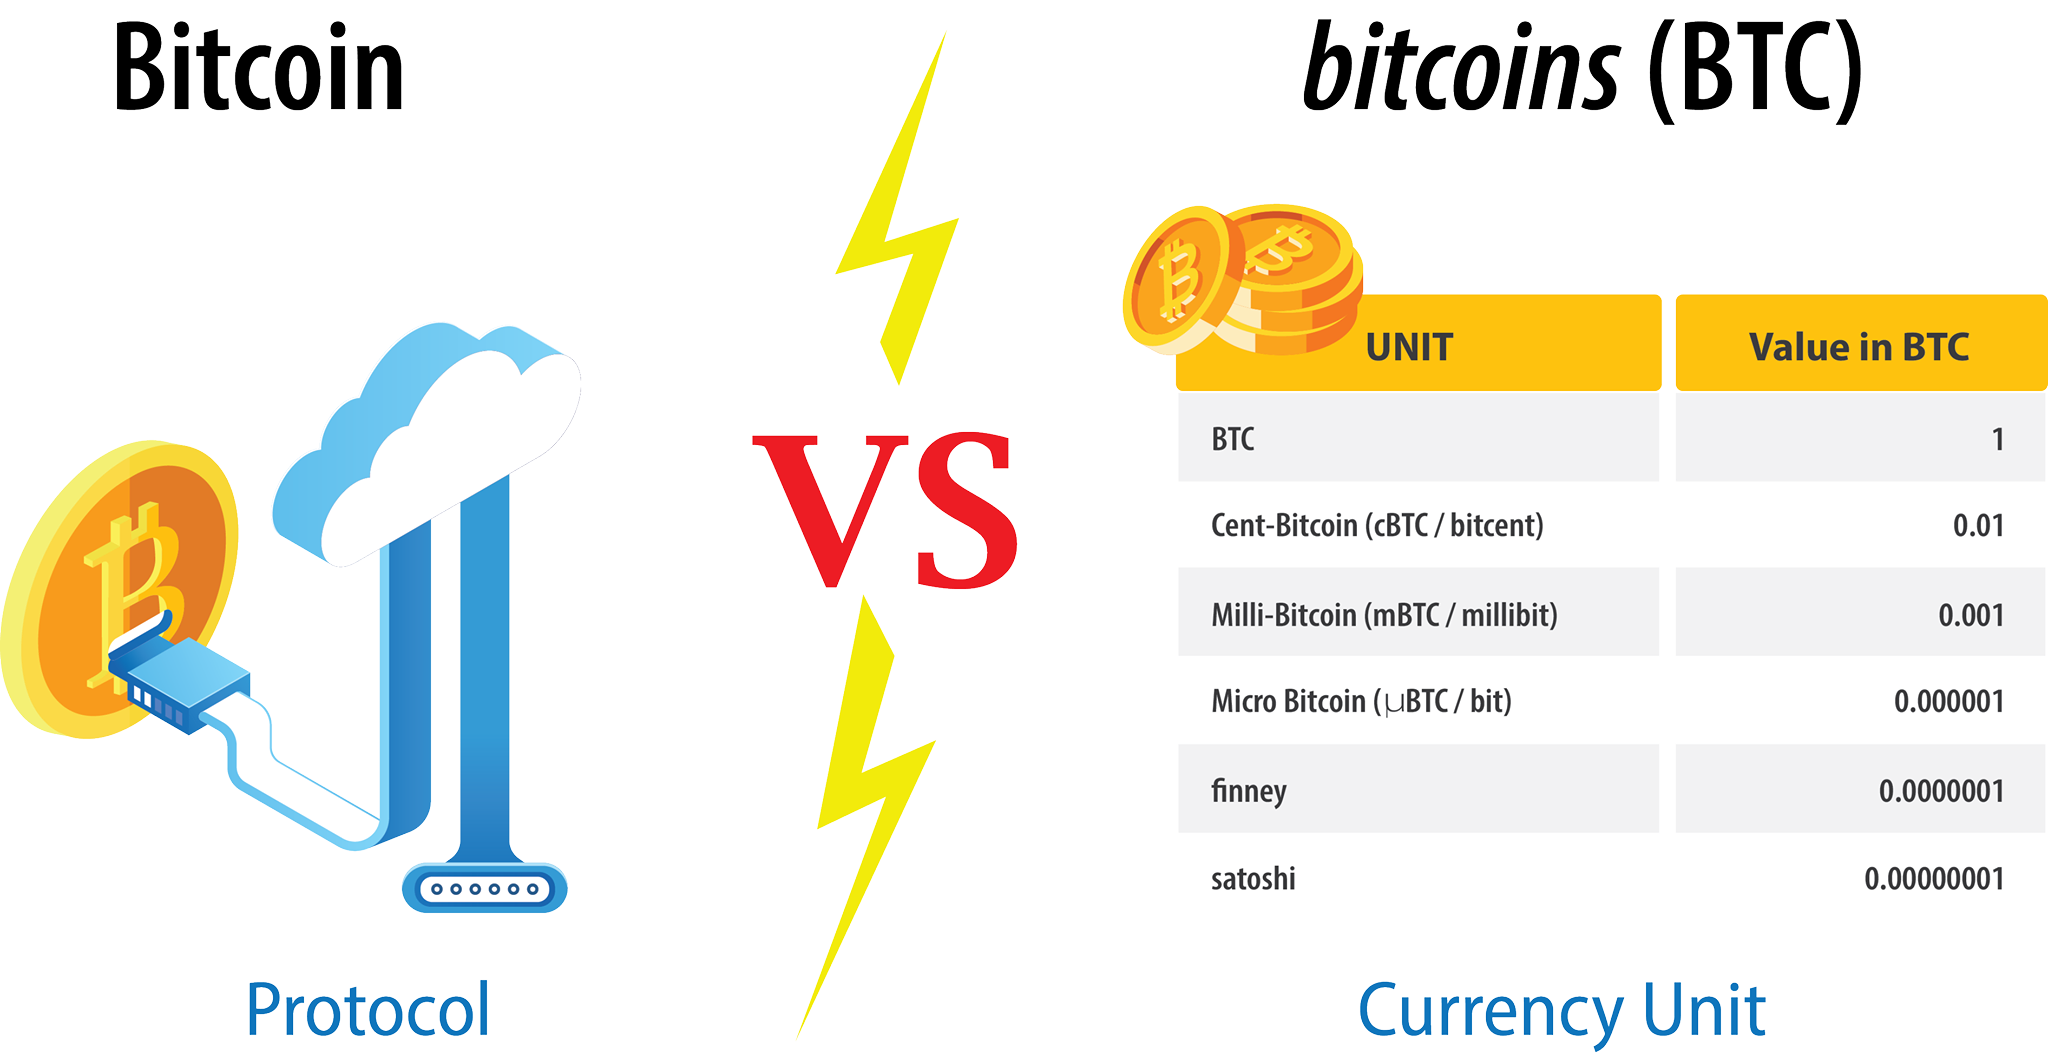 Bitcoin
VS
bitcoins (BTC)
UNIT Value in BTC
BTC 1
Cent-Bitcoin (cBTC / bitcent) 0.01
Milli-Bitcoin (mBTC / millibit) 0.001
Micro Bitcoin (μBTC / bit) 0.000001
finney 0.0000001
satoshi 0.00000001
Protocol
Currency Unit